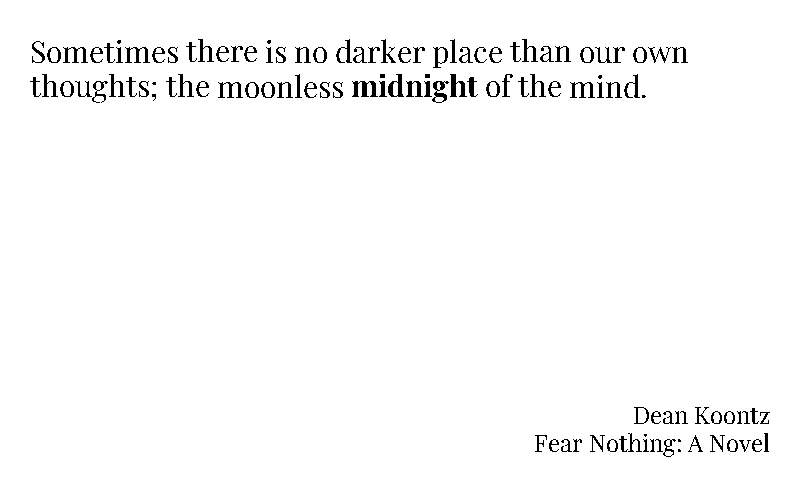 Sometimes there is no darker place than our own
thoughts; the moonless midnight of the mind.
Dean Koontz
Fear Nothing: A Novel